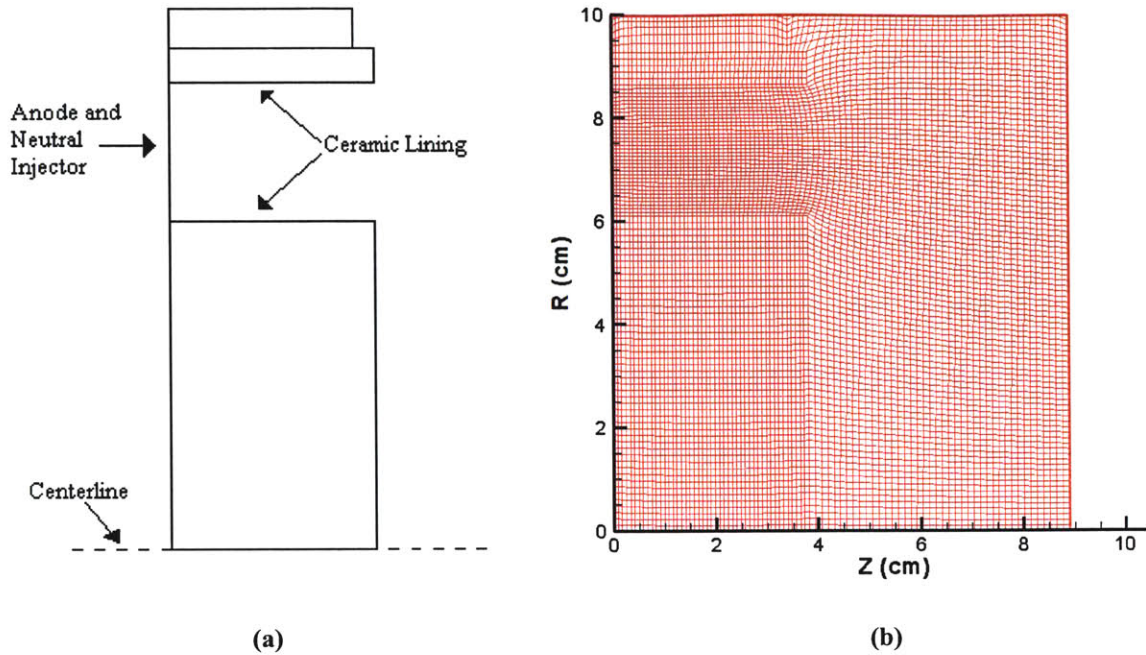 Anode and
Neutral
Injector
Ceramic Lining
Centerline
(a)
10
8
6
4
2
0
R (cm)
0 2 4 6 8 10
Z (cm)
(b)